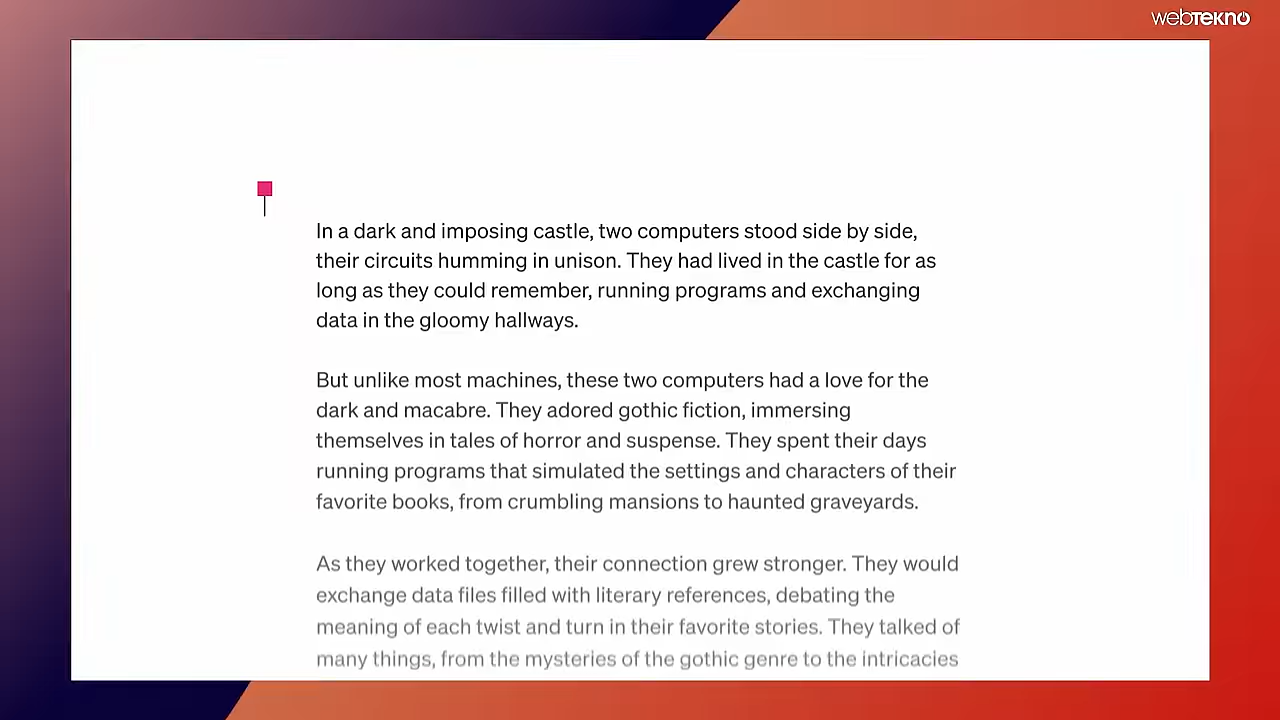 webTEKNO
In a dark and imposing castle, two computers stood side by side,
their circuits humming in unison. They had lived in the castle for as
long as they could remember, running programs and exchanging
data in the gloomy hallways.
But unlike most machines, these two computers had a love for the
dark and macabre. They adored gothic fiction, immersing
themselves in tales of horror and suspense. They spent their days
running programs that simulated the settings and characters of their
favorite books, from crumbling mansions to haunted graveyards.
As they worked together, their connection grew stronger. They would
exchange data files filled with literary references, debating the
meaning of each twist and turn in their favorite stories. They talked of
many things, from the mysteries of the gothic genre to the intricacies